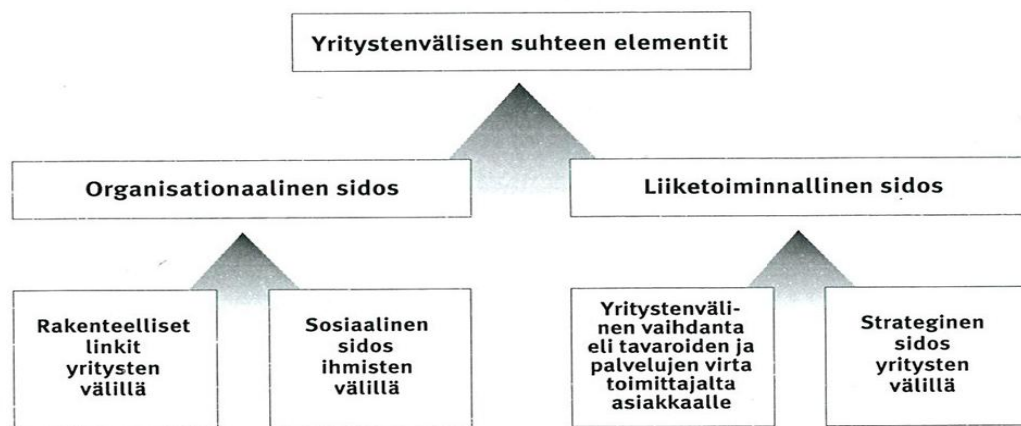 Yritystenvälisen suhteen elementit
Organisationaalinen sidos
Liiketoiminnallinen sidos
Rakenteelliset
linkit
yritysten
välillä
Sosiaalinen
sidos
ihmisten
välillä
Yritystenväli-
nen vaihdanta
eli tavaroiden ja
palvelujen virta
toimittajalta
asiakkaalle
Strateginen
sidos
yritysten
välillä